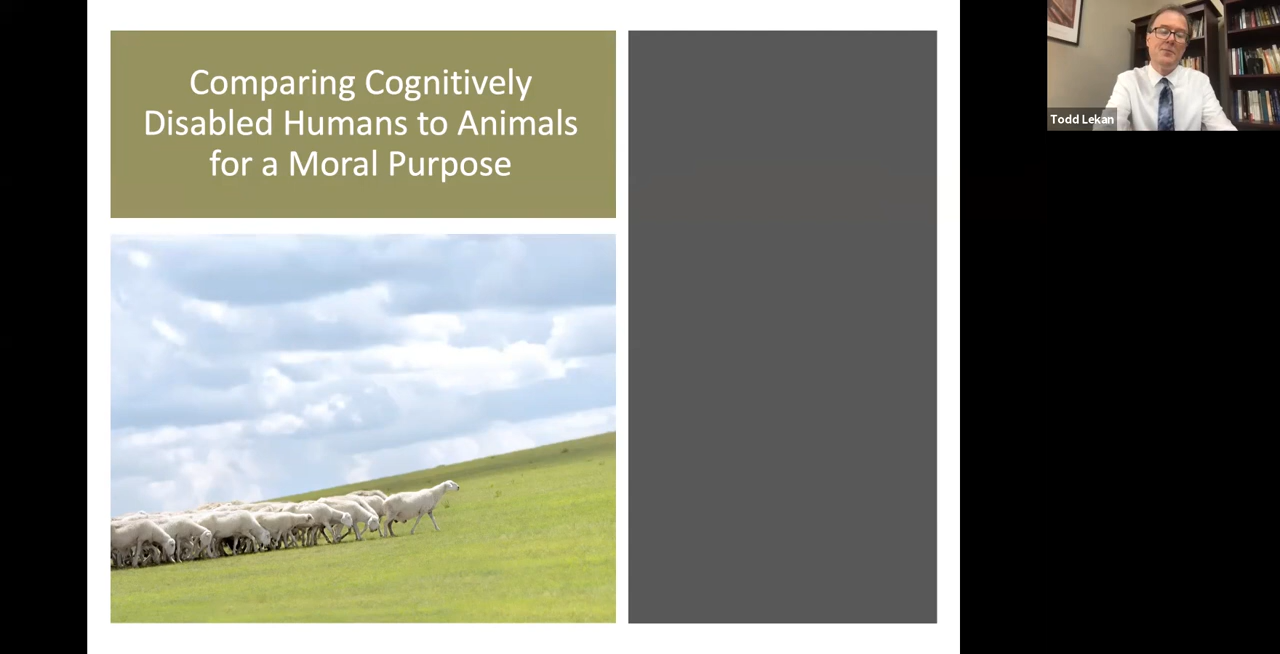 Comparing Cognitively
Disabled Humans to Animals
for a Moral Purpose
Todd Lekan